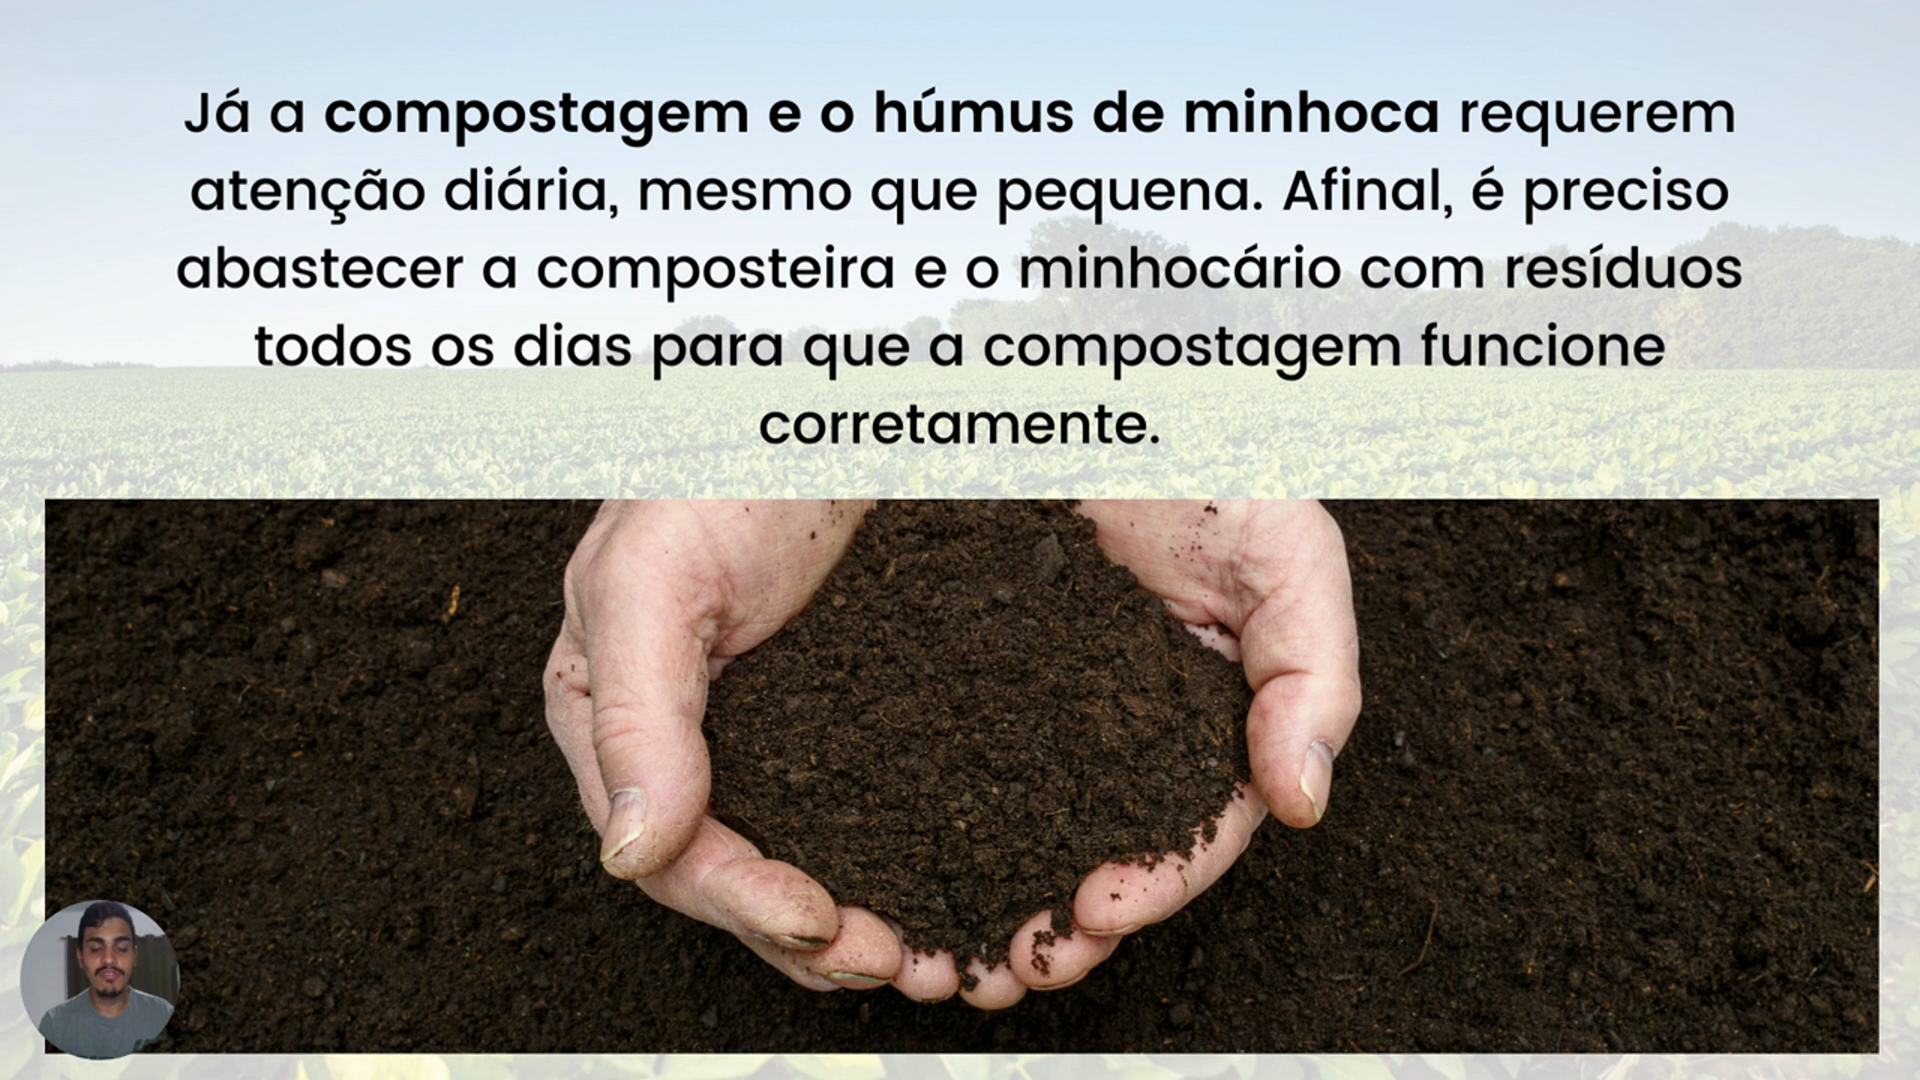 Já a compostagem e o húmus de minhoca requerem
atenção diária, mesmo que pequena. Afinal, é preciso
abastecer a composteira e o minhocário com resíduos
todos os dias para que a compostagem funcione
corretamente.